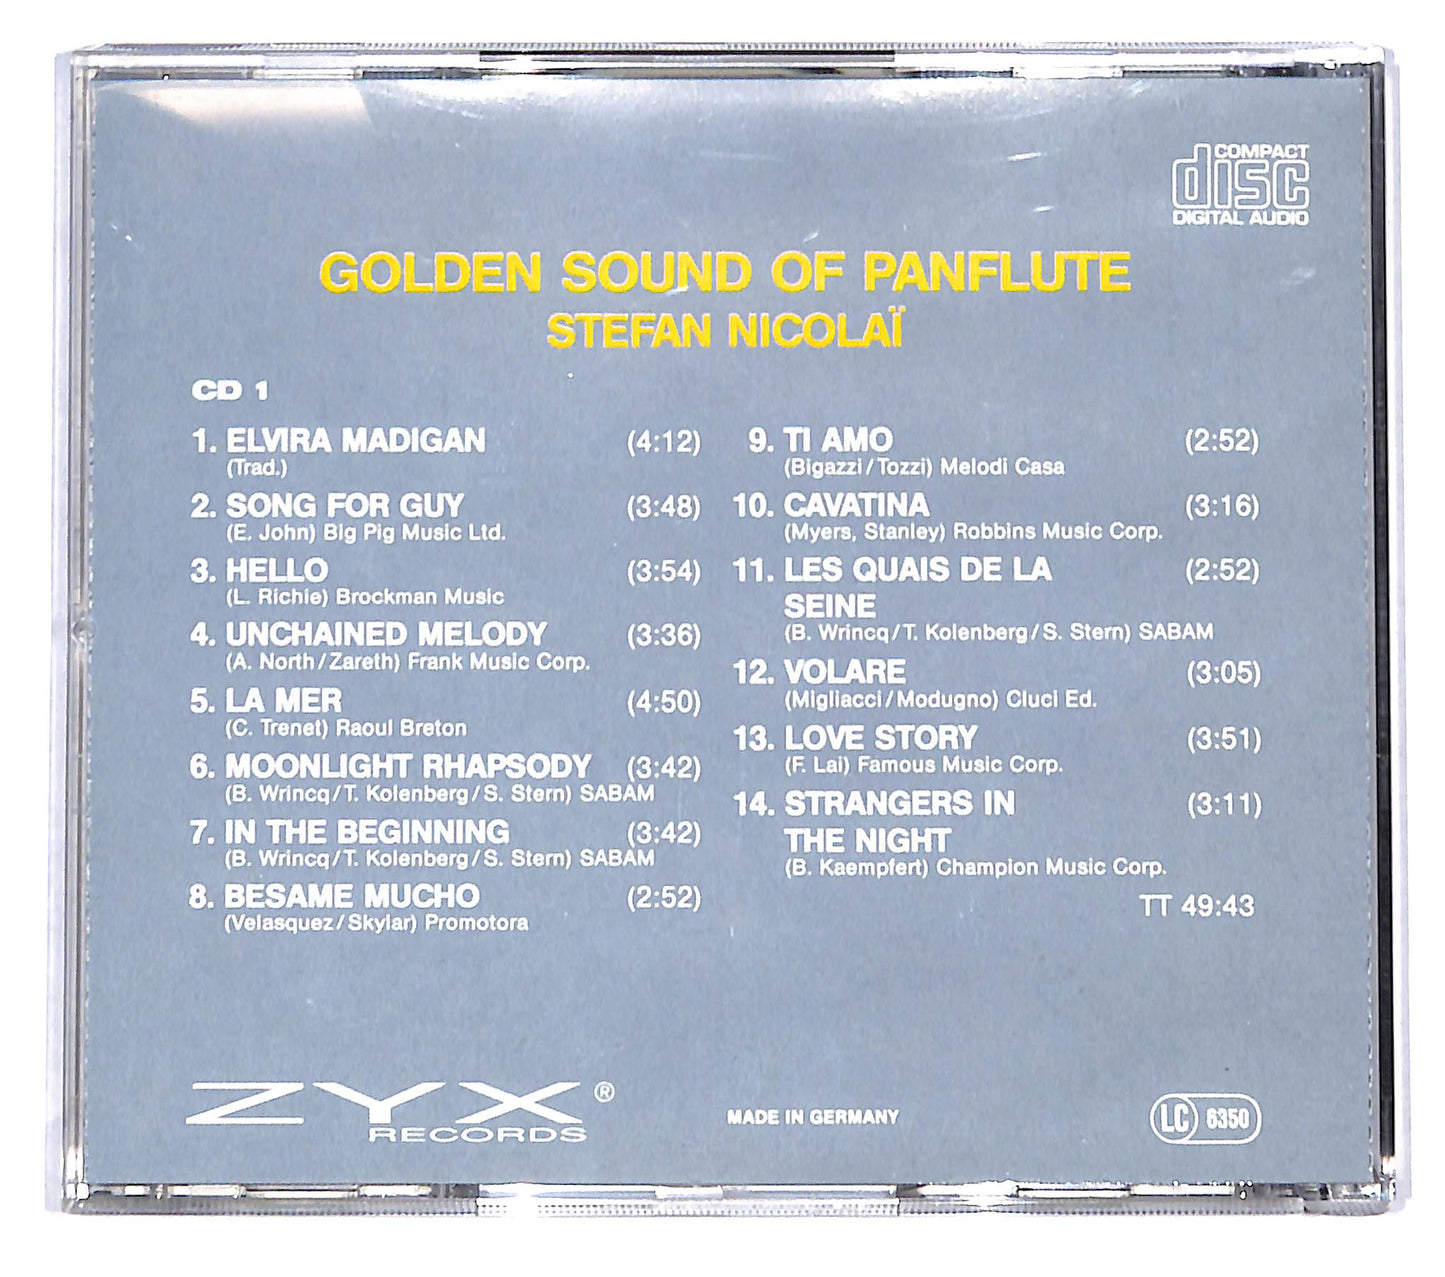 COMPACT
disc
DIGITAL AUDIO
GOLDEN SOUND OF PANFLUTE
STEFAN NICOLAÏ
CD 1
1. ELVIRA MADIGAN (4:12)
(Trad.)
2. SONG FOR GUY (3:48)
(E. John) Big Pig Music Ltd.
3. HELLO (3:54)
(L. Richie) Brockman Music
4. UNCHAINED MELODY (3:36)
(A. North/Zareth) Frank Music Corp.
5. LA MER (4:50)
(C. Trenet) Raoul Breton
6. MOONLIGHT RHAPSODY (3:42)
(B. Wrincq/T. Kolenberg/S. Stern) SABAM
7. IN THE BEGINNING (3:42)
(B. Wrincq/T. Kolenberg/S. Stern) SABAM
8. BESAME MUCHO (2:52)
(Velasquez/Skylar) Promotora
9. TI AMO (2:52)
(Bigazzi/Tozzi) Melodi Casa
10. CAVATINA (3:16)
(Myers, Stanley) Robbins Music Corp.
11. LES QUAIS DE LA (2:52)
SEINE
(B. Wrincq/T. Kolenberg/S. Stern) SABAM
12. VOLARE (3:05)
(Migliacci/Modugno) Cluci Ed.
13. LOVE STORY (3:51)
(F. Lai) Famous Music Corp.
14. STRANGERS IN (3:11)
THE NIGHT
(B. Kaempfert) Champion Music Corp.
TT 49:43
ZYX®
RECORDS
MADE IN GERMANY
LC 6350